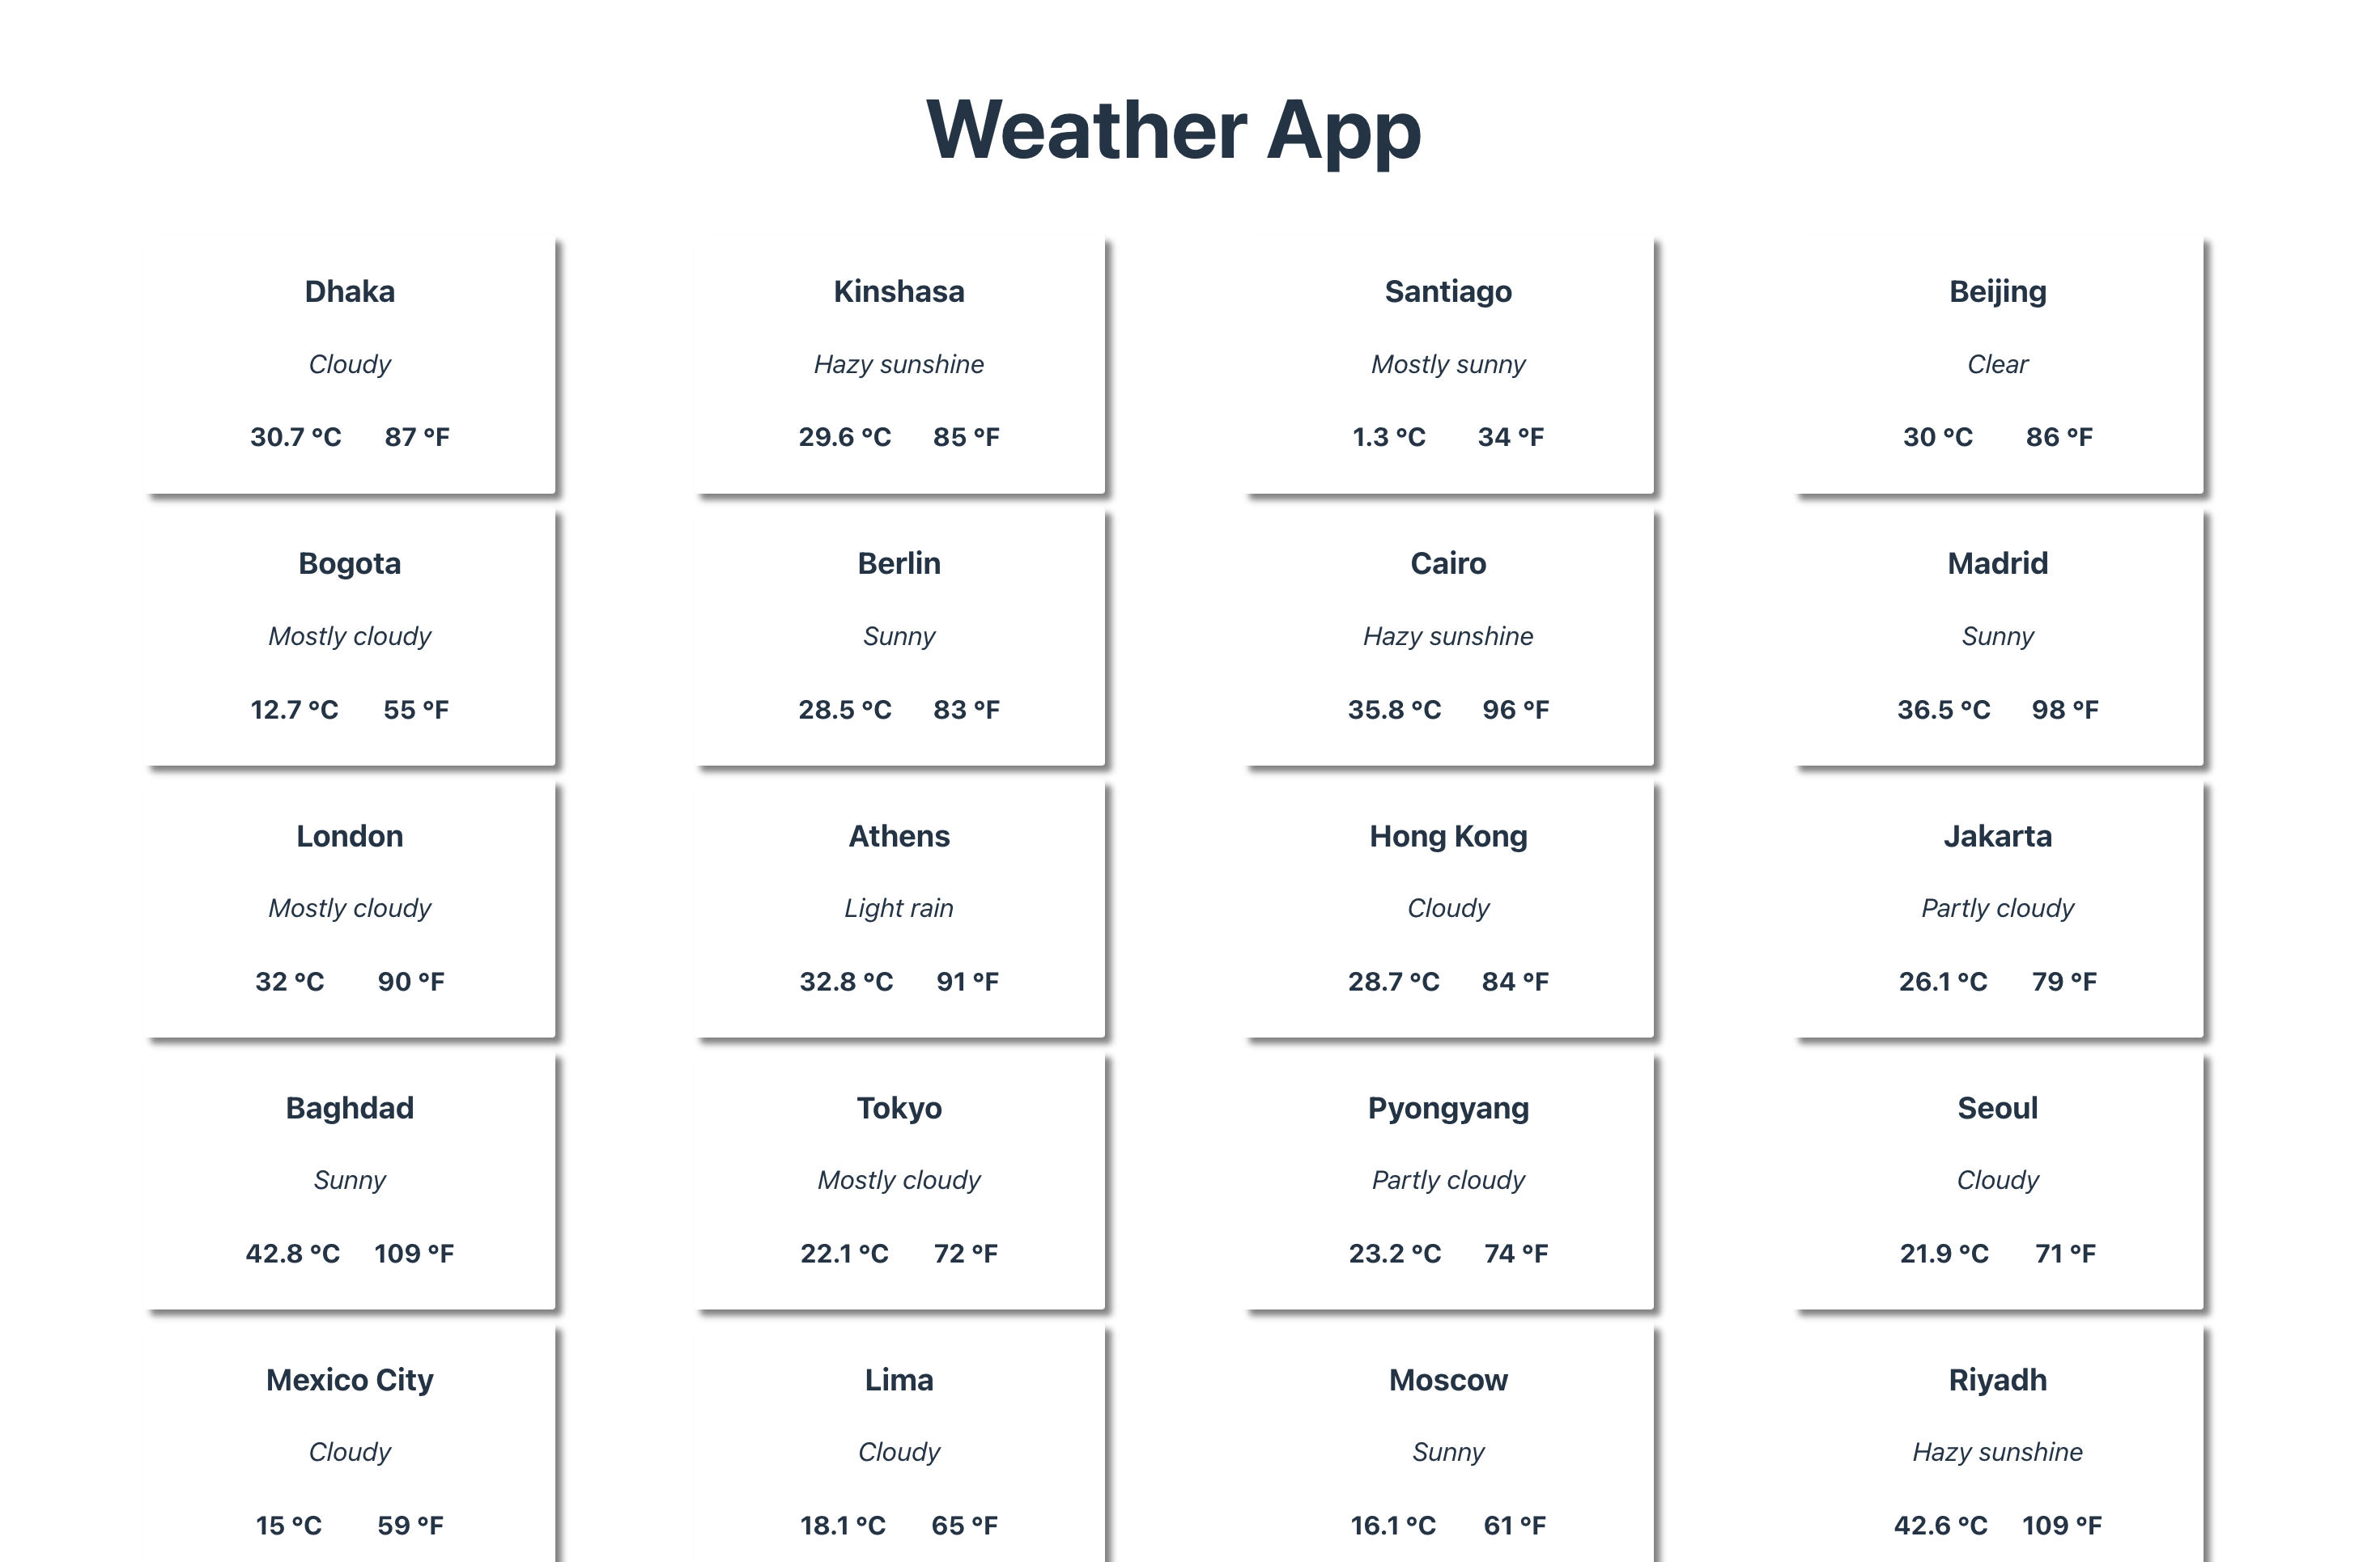 Weather App
Dhaka
Cloudy
30.7 °C 87 °F
Kinshasa
Hazy sunshine
29.6 °C 85 °F
Santiago
Mostly sunny
1.3 °C 34 °F
Beijing
Clear
30 °C 86 °F
Bogota
Mostly cloudy
12.7 °C 55 °F
Berlin
Sunny
28.5 °C 83 °F
Cairo
Hazy sunshine
35.8 °C 96 °F
Madrid
Sunny
36.5 °C 98 °F
London
Mostly cloudy
32 °C 90 °F
Athens
Light rain
32.8 °C 91 °F
Hong Kong
Cloudy
28.7 °C 84 °F
Jakarta
Partly cloudy
26.1 °C 79 °F
Baghdad
Sunny
42.8 °C 109 °F
Tokyo
Mostly cloudy
22.1 °C 72 °F
Pyongyang
Partly cloudy
23.2 °C 74 °F
Seoul
Cloudy
21.9 °C 71 °F
Mexico City
Cloudy
15 °C 59 °F
Lima
Cloudy
18.1 °C 65 °F
Moscow
Sunny
16.1 °C 61 °F
Riyadh
Hazy sunshine
42.6 °C 109 °F